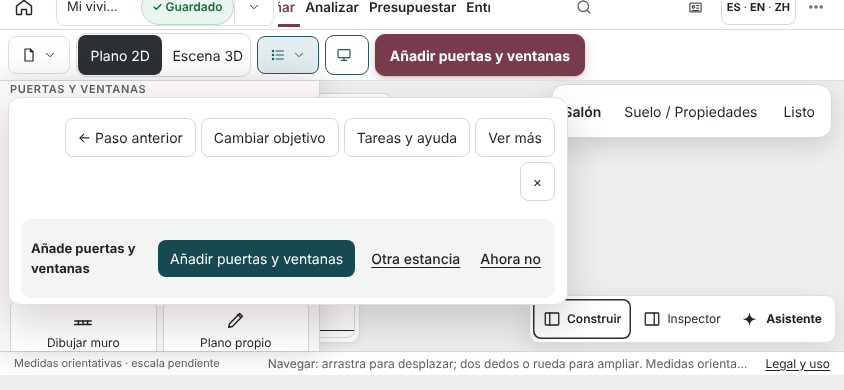 Mi vivi...
Guardado
Analizar
Presupuestar
ES · EN · ZH
Plano 2D
Escena 3D
Añadir puertas y ventanas
PUERTAS Y VENTANAS
← Paso anterior
Cambiar objetivo
Tareas y ayuda
Ver más
×
Salón
Suelo / Propiedades
Listo
Añade puertas y
ventanas
Añadir puertas y ventanas
Otra estancia
Ahora no
Dibujar muro
Plano propio
Construir
Inspector
Asistente
Medidas orientativas · escala pendiente
Navegar: arrastra para desplazar; dos dedos o rueda para ampliar. Medidas orienta...
Legal y uso